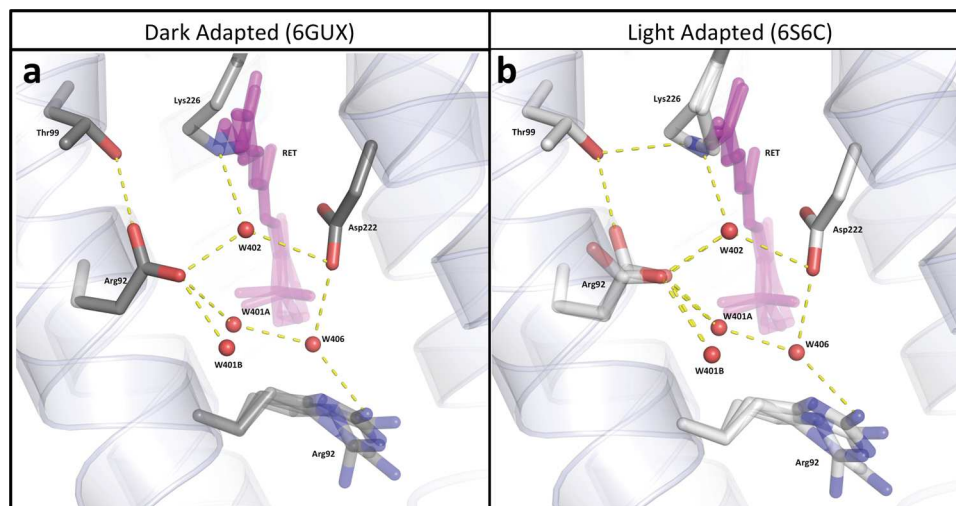 Dark Adapted (6GUX)
Light Adapted (6S6C)
a
Lys226
Thr99
RET
Asp222
W402
Arg92
W401A
W406
W401B
Arg92
b
Lys226
Thr99
RET
Asp222
W402
Arg92
W401A
W406
W401B
Arg92